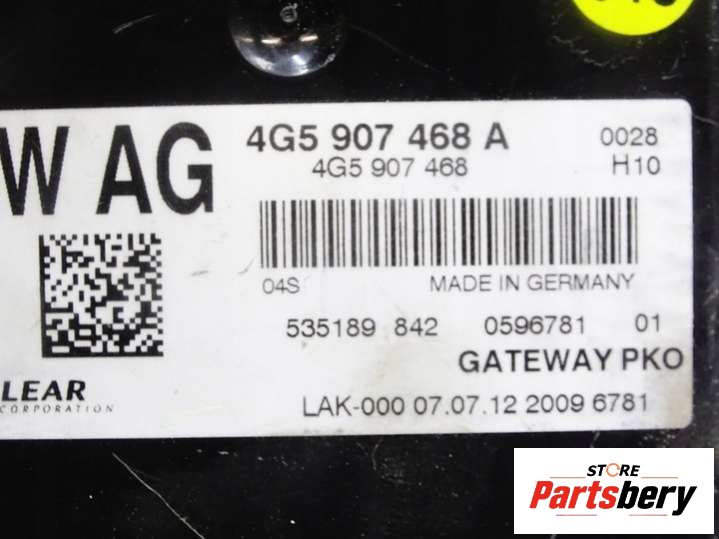 W AG
4G5 907 468 A 0028
4G5 907 468 H10
04S MADE IN GERMANY
535189 842 0596781 01
GATEWAY PKO
LEAR
CORPORATION
LAK-000 07.07.12 2009 6781
STORE
Partsbery